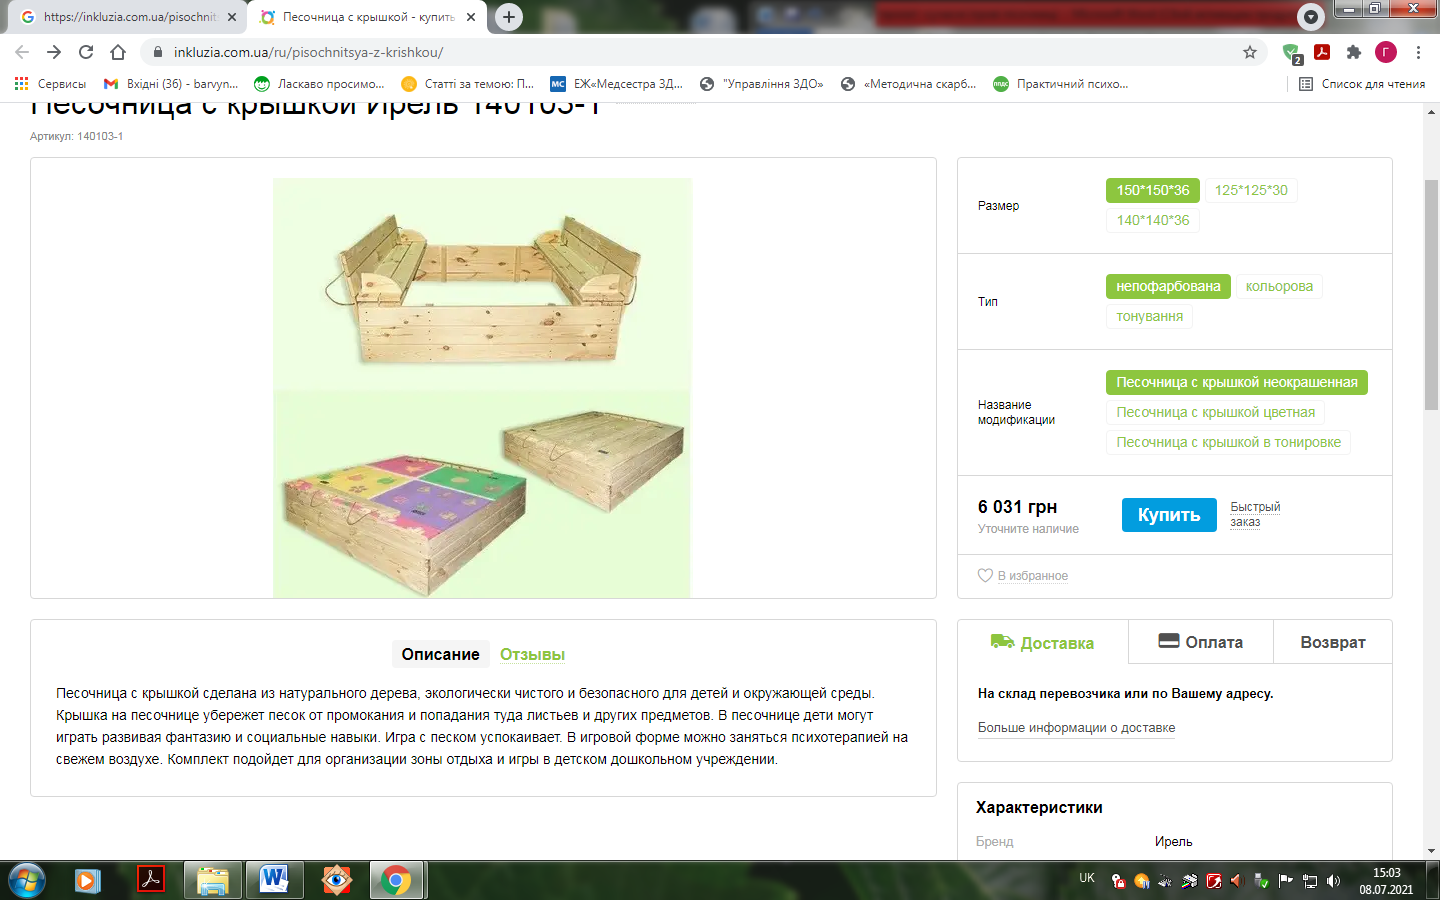 https://inkluzia.com.ua/pisochnit
Песочница с крышкой - купить
inkluzia.com.ua/ru/pisochnitsya-z-krishkou/
Сервисы
Вхідні (36) - barvyn...
Ласкаво просимо...
Статті за темою: П...
ЕЖ«Медсестра ЗД...
"Управління ЗДО»
«Методична скарб...
Практичний психо...
Список для чтения
Песочница с крышкой Ирель 140103-1
Артикул: 140103-1
Размер
150*150*36
125*125*30
140*140*36
Тип
непофарбована
кольорова
тонування
Название
модификации
Песочница с крышкой неокрашенная
Песочница с крышкой цветная
Песочница с крышкой в тонировке
6 031 грн
Уточните наличие
Купить
Быстрый
заказ
В избранное
Описание
Отзывы
Песочница с крышкой сделана из натурального дерева, экологически чистого и безопасного для детей и окружающей среды.
Крышка на песочнице убережет песок от промокания и попадания туда листьев и других предметов. В песочнице дети могут
играть развивая фантазию и социальные навыки. Игра с песком успокаивает. В игровой форме можно заняться психотерапией на
свежем воздухе. Комплект подойдет для организации зоны отдыха и игры в детском дошкольном учреждении.
Доставка
Оплата
Возврат
На склад перевозчика или по Вашему адресу.
Больше информации о доставке
Характеристики
Бренд
Ирель
UK
15:03
08.07.2021